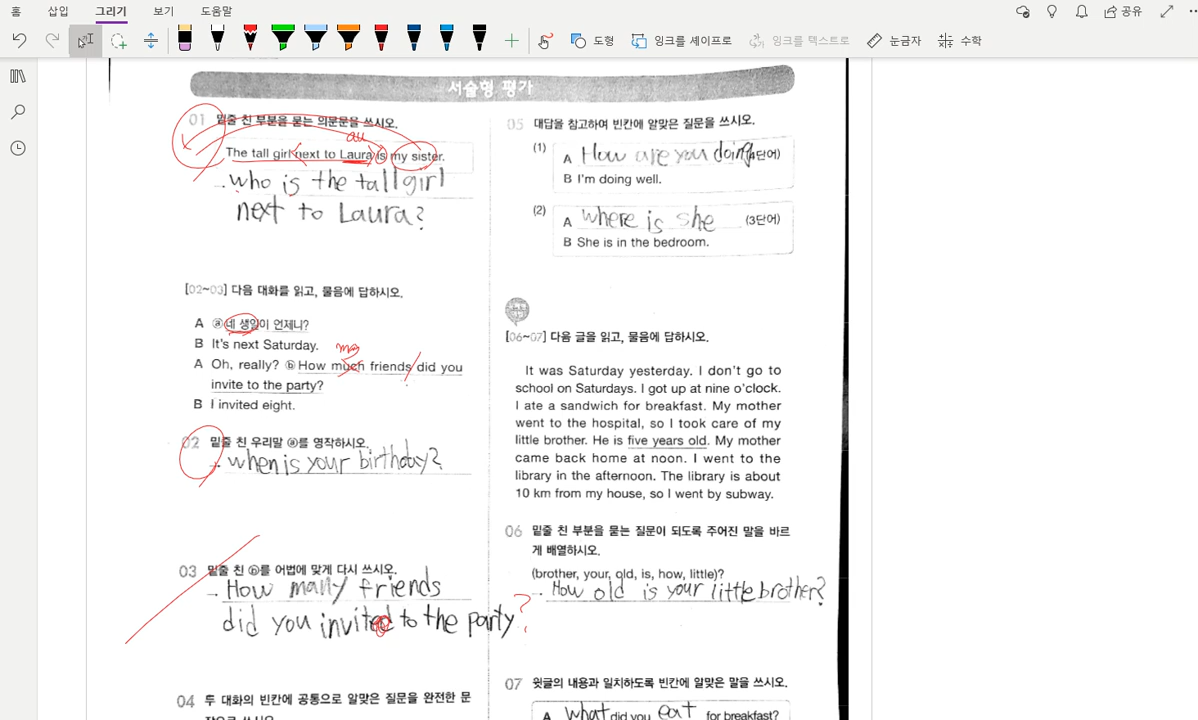 홈 삽입 그리기 보기 도움말
공유
도형 잉크를 셰이프로 잉크를 텍스트로 눈금자 수학
서술형 평가
01 밑줄 친 부분을 묻는 의문문을 쓰시오.
au
The tall girl next to Laura is my sister.
who is the tall girl
next to Laura?
[02~03] 다음 대화를 읽고, 물음에 답하시오.
A ⓐ네 생일이 언제니?
B It's next Saturday.
ma
A Oh, really? ⓑHow much friends did you
invite to the party?
B I invited eight.
02 밑줄 친 우리말 ⓐ를 영작하시오.
when is your birthday?
03 밑줄 친 ⓑ를 어법에 맞게 다시 쓰시오.
How many friends
did you invited to the party?
04 두 대화의 빈칸에 공통으로 알맞은 질문을 완전한 문
장으로 쓰시오.
05 대답을 참고하여 빈칸에 알맞은 질문을 쓰시오.
(1) A How are you doing (4단어)
B I'm doing well.
(2) A where is she (3단어)
B She is in the bedroom.
[06~07] 다음 글을 읽고, 물음에 답하시오.
It was Saturday yesterday. I don't go to
school on Saturdays. I got up at nine o'clock.
I ate a sandwich for breakfast. My mother
went to the hospital, so I took care of my
little brother. He is five years old. My mother
came back home at noon. I went to the
library in the afternoon. The library is about
10 km from my house, so I went by subway.
06 밑줄 친 부분을 묻는 질문이 되도록 주어진 말을 바르
게 배열하시오.
(brother, your, old, is, how, little)?
How old is your little brother?
07 윗글의 내용과 일치하도록 빈칸에 알맞은 말을 쓰시오.
A what did you eat for breakfast?